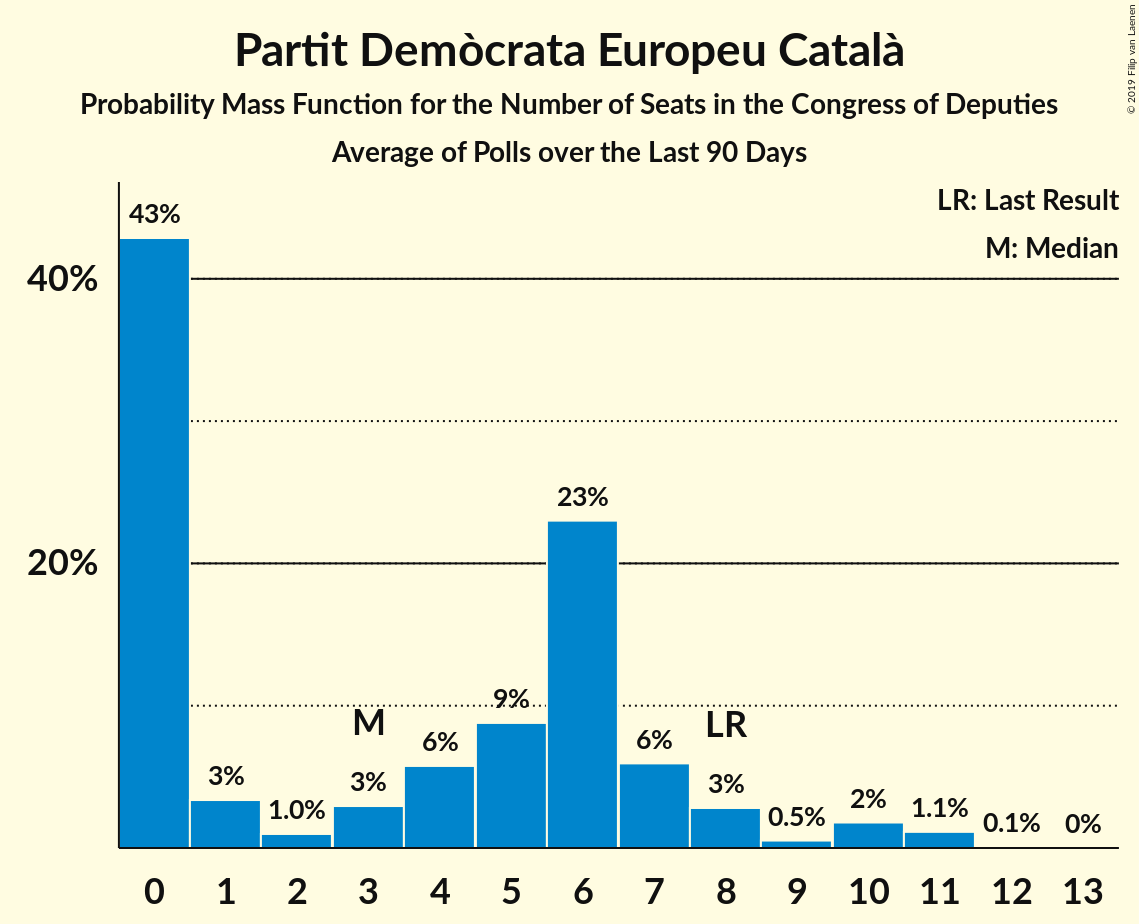 Partit Demòcrata Europeu Català
Probability Mass Function for the Number of Seats in the Congress of Deputies
Average of Polls over the Last 90 Days
© 2019 Filip van Laenen
LR: Last Result
M: Median
40%
20%
43%
3%
1.0%
3%
6%
9%
23%
6%
3%
0.5%
2%
1.1%
0.1%
0%
M
LR
0 1 2 3 4 5 6 7 8 9 10 11 12 13